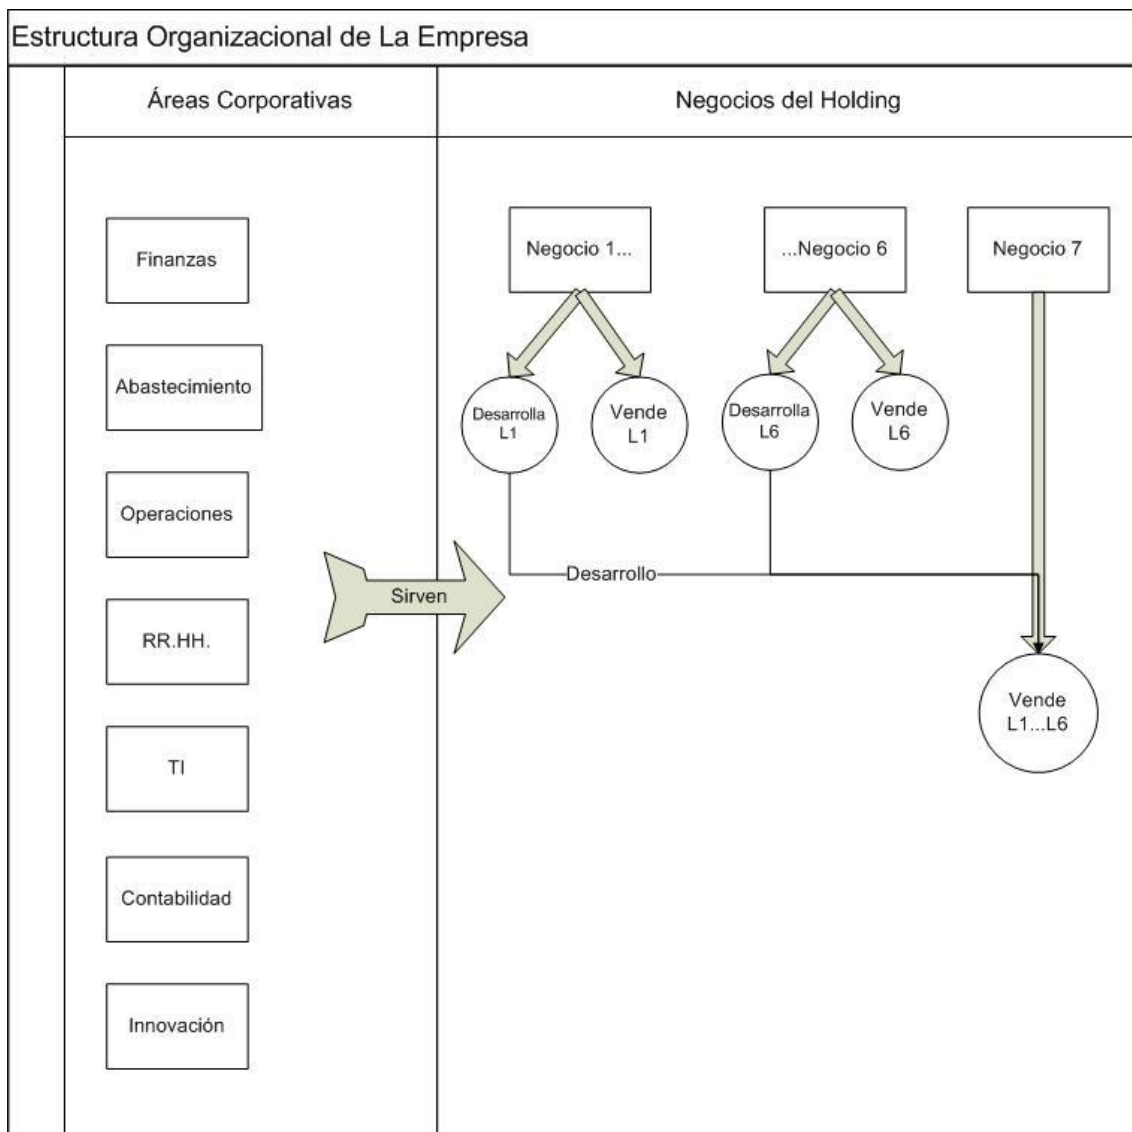 Estructura Organizacional de La Empresa
Áreas Corporativas
Negocios del Holding
Finanzas
Abastecimiento
Operaciones
RR.HH.
TI
Contabilidad
Innovación
Sirven
Negocio 1...
...Negocio 6
Negocio 7
Desarrolla
L1
Vende
L1
Desarrolla
L6
Vende
L6
Desarrollo
Vende
L1...L6